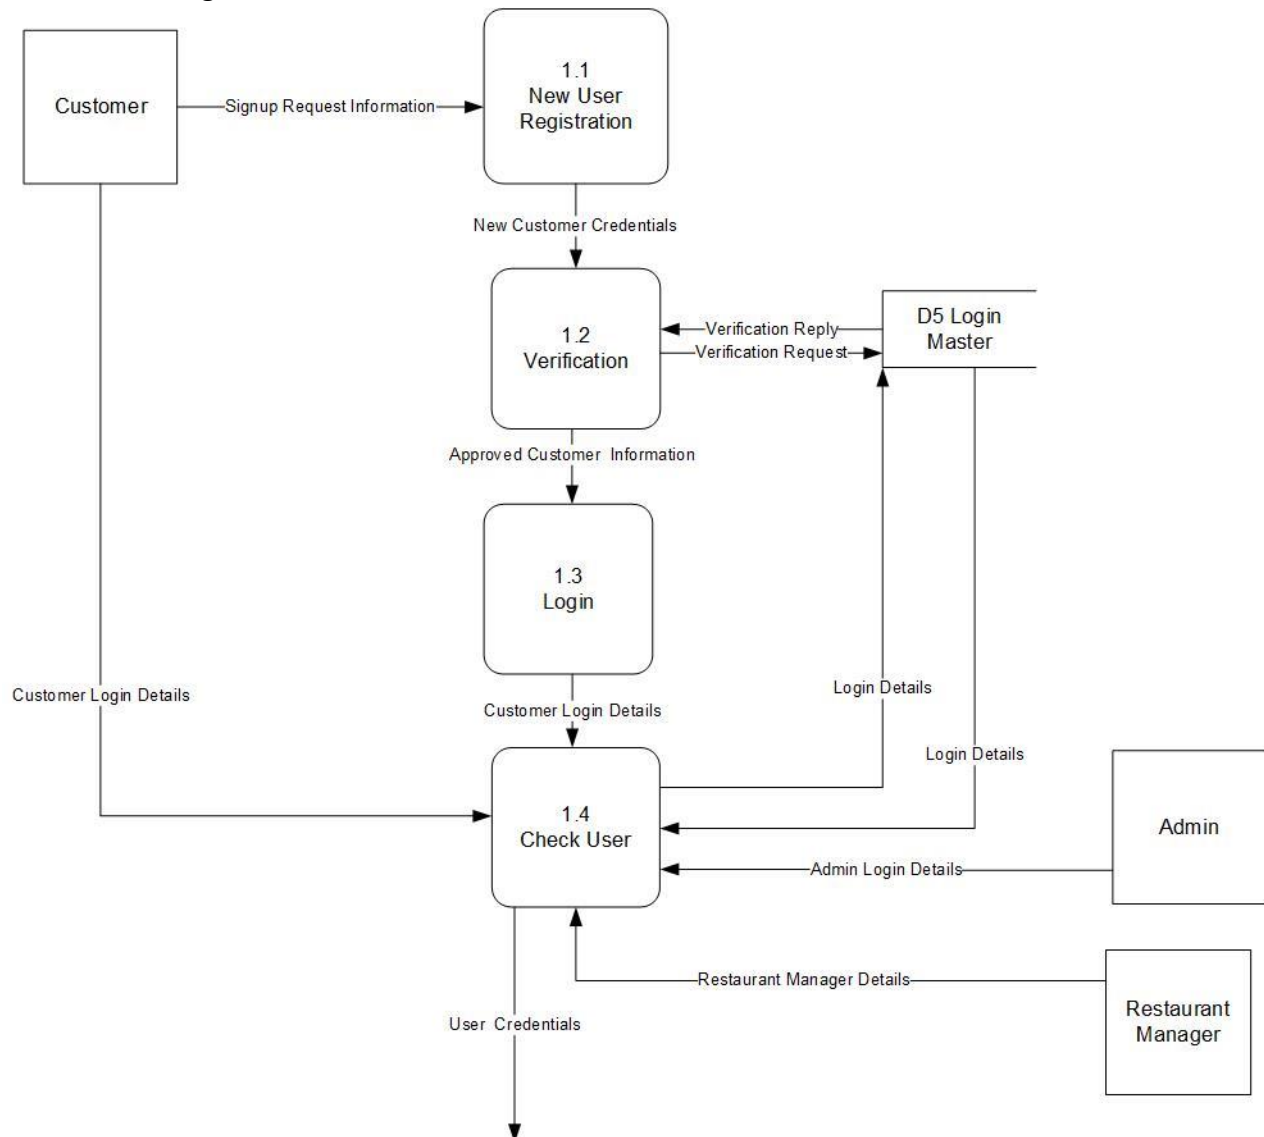 1.1
New User
Registration
Customer
Signup Request Information
New Customer Credentials
1.2
Verification
Verification Reply
Verification Request
D5 Login
Master
Approved Customer Information
1.3
Login
Customer Login Details
Customer Login Details
Login Details
Login Details
1.4
Check User
Admin
Admin Login Details
Restaurant Manager Details
Restaurant
Manager
User Credentials